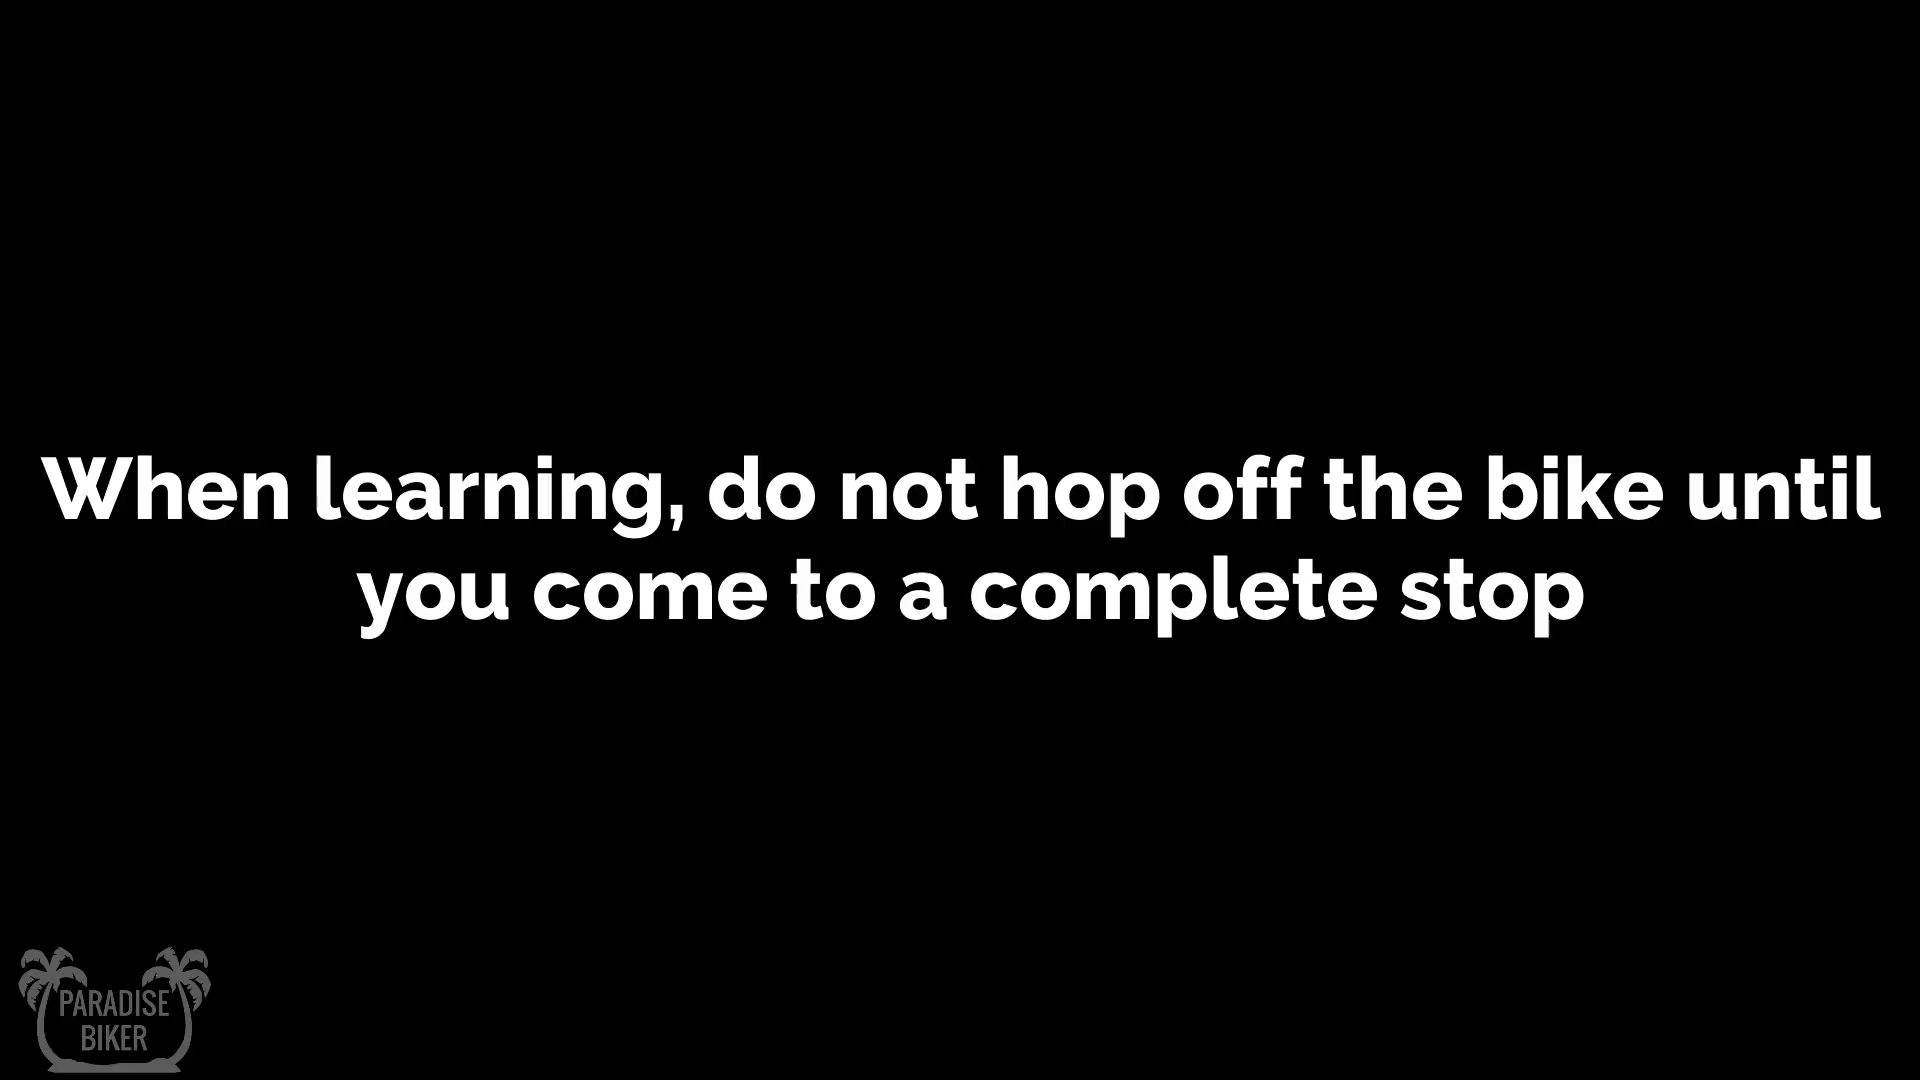 When learning, do not hop off the bike until
you come to a complete stop
PARADISE
BIKER